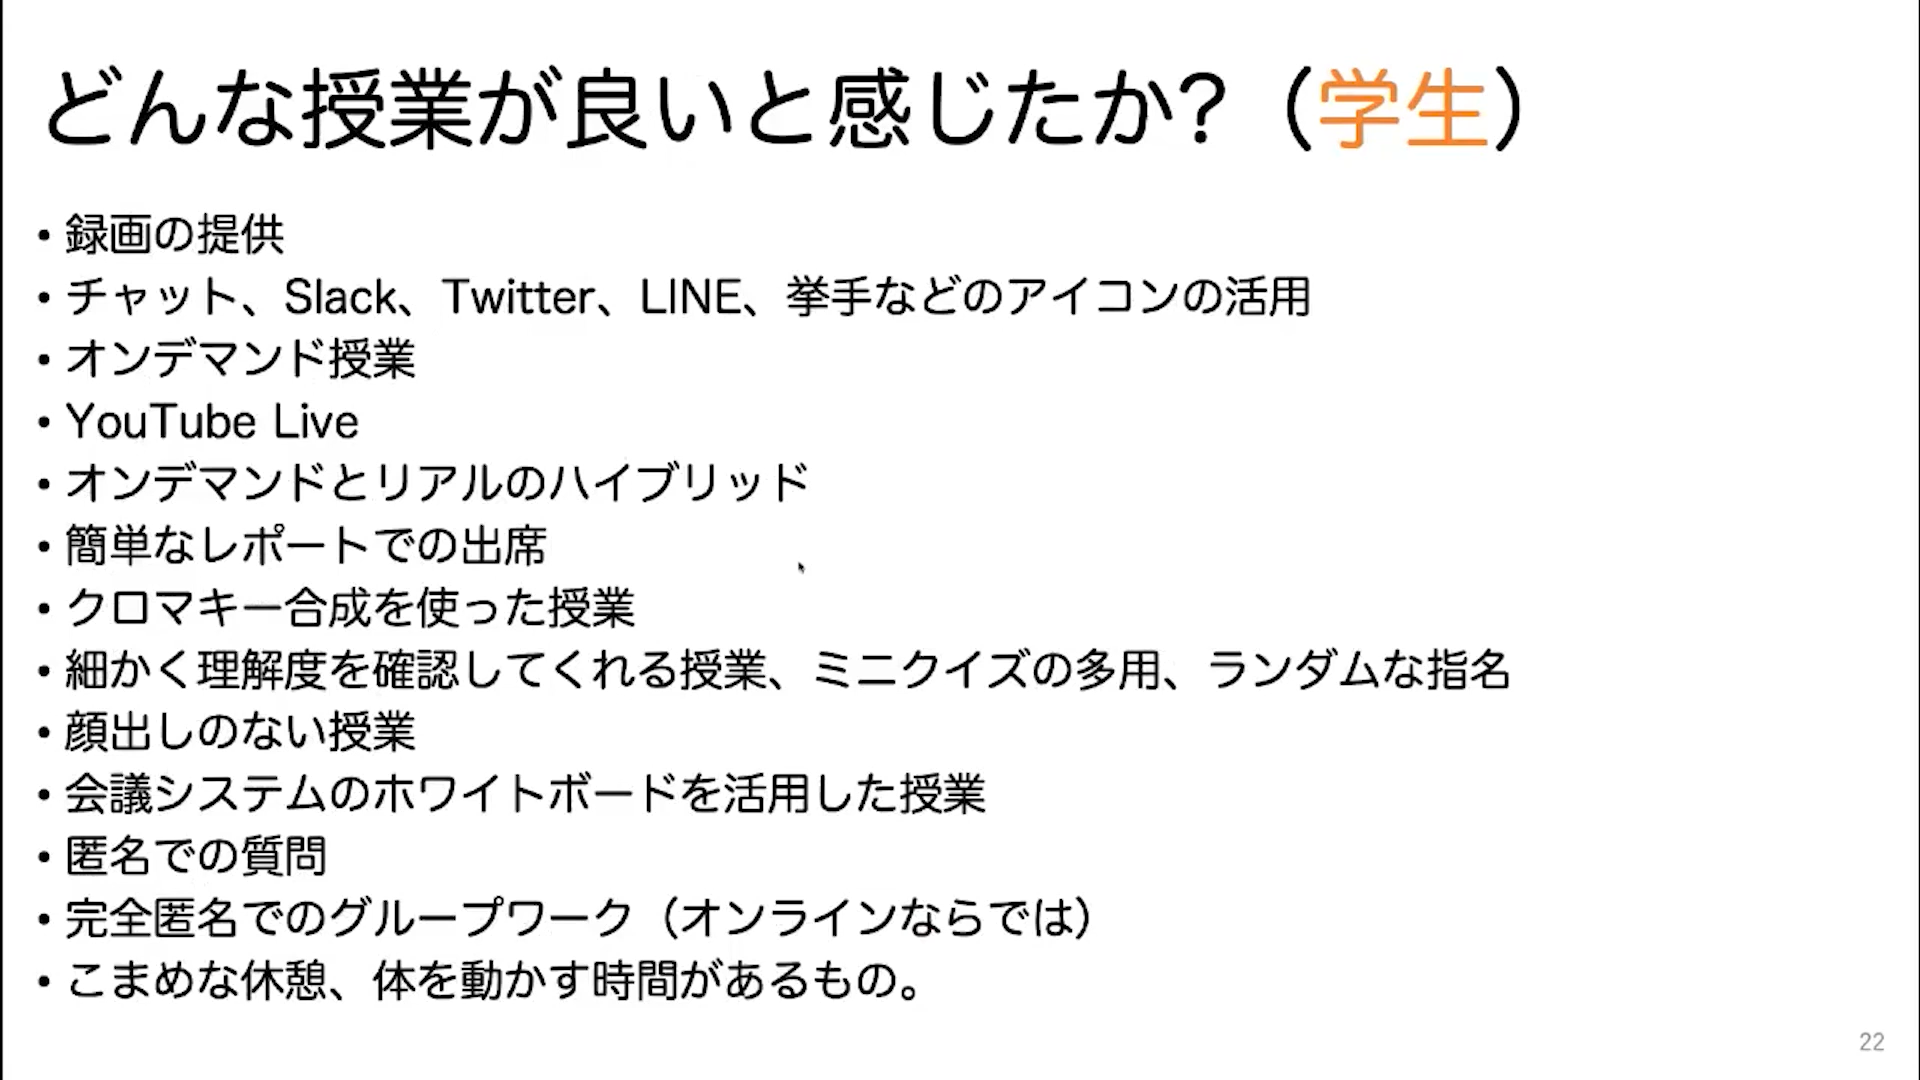 どんな授業が良いと感じたか?（学生）
• 録画の提供
• チャット、Slack、Twitter、LINE、挙手などのアイコンの活用
• オンデマンド授業
• YouTube Live
• オンデマンドとリアルのハイブリッド
• 簡単なレポートでの出席
• クロマキー合成を使った授業
• 細かく理解度を確認してくれる授業、ミニクイズの多用、ランダムな指名
• 顔出しのない授業
• 会議システムのホワイトボードを活用した授業
• 匿名での質問
• 完全匿名でのグループワーク（オンラインならでは）
• こまめな休憩、体を動かす時間があるもの。
22